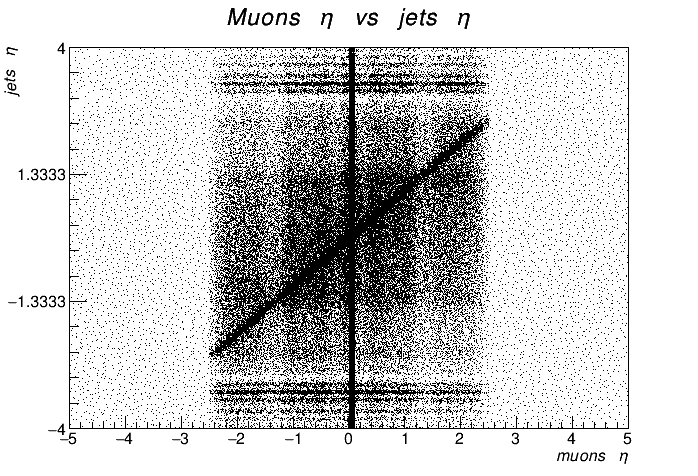 Muons η vs jets η
jets η
4
1.3333
−1.3333
−4
−5 −4 −3 −2 −1 0 1 2 3 4 5
muons η